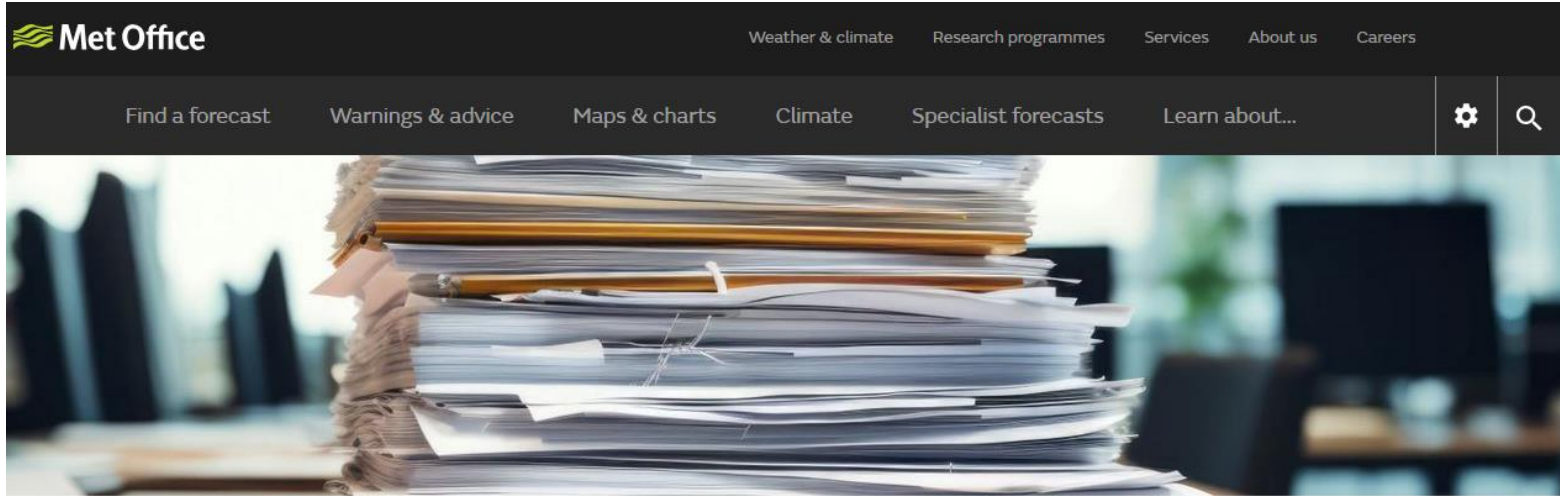 Met Office
Weather & climate Research programmes Services About us Careers
Find a forecast Warnings & advice Maps & charts Climate Specialist forecasts Learn about...